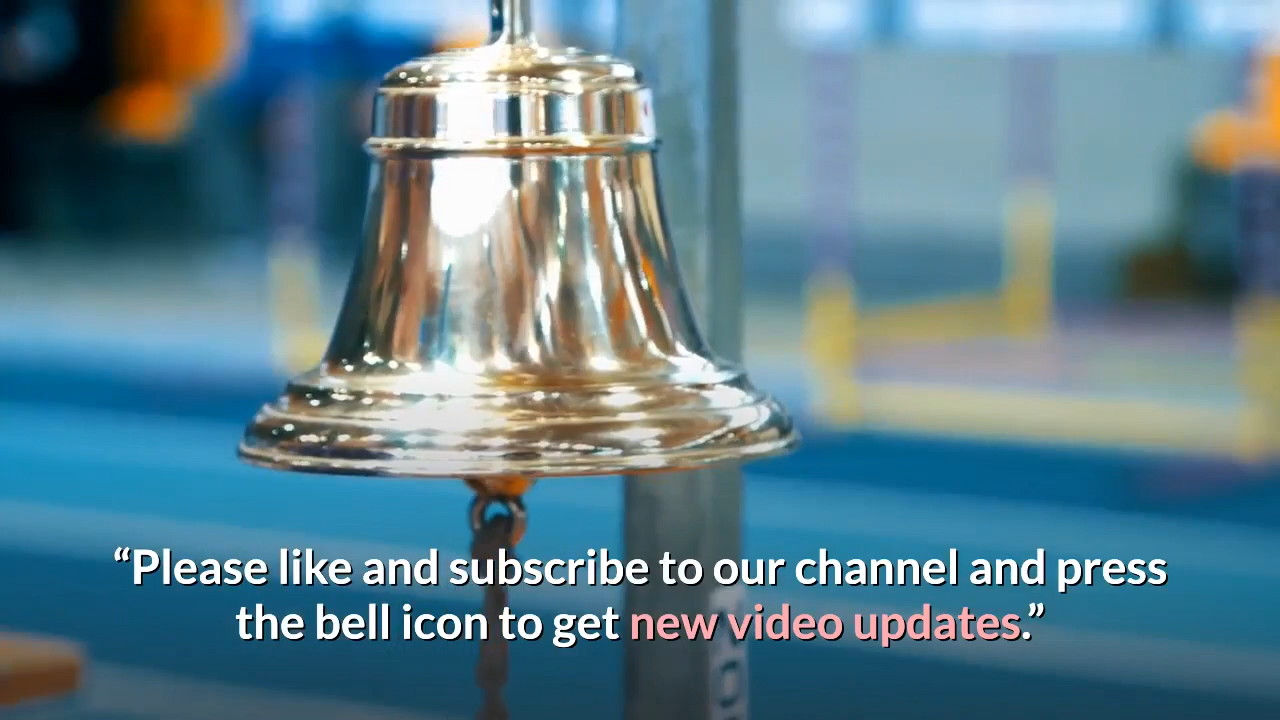 “Please like and subscribe to our channel and press
the bell icon to get new video updates.”